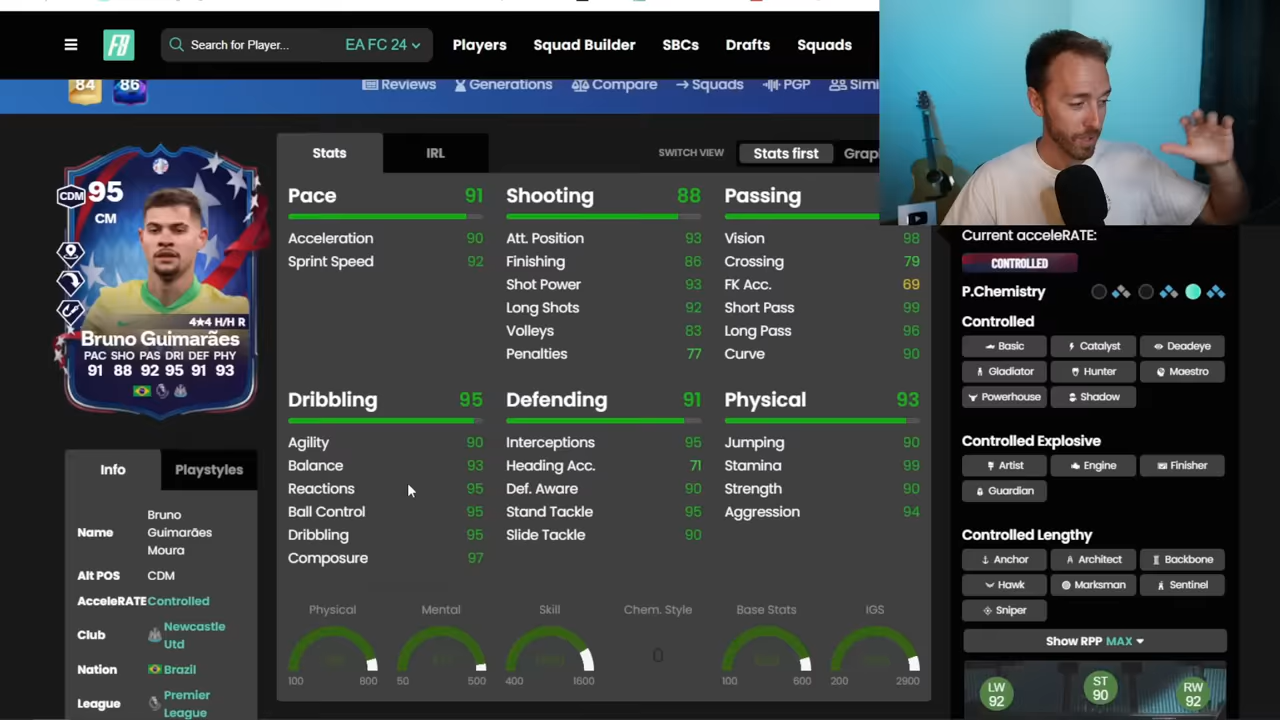 FB
Search for Player...
EA FC 24
Players
Squad Builder
SBCs
Drafts
Squads
84
86
Reviews
Generations
Compare
Squads
PGP
Simi
Stats
IRL
SWITCH VIEW
Stats first
Grap
CDM
95
CM
4★4 H/H R
Bruno Guimarães
PAC SHO PAS DRI DEF PHY
91 88 92 95 91 93
Pace 91
Acceleration 90
Sprint Speed 92
Shooting 88
Att. Position 93
Finishing 86
Shot Power 93
Long Shots 92
Volleys 83
Penalties 77
Passing
Vision 98
Crossing 79
FK Acc. 69
Short Pass 99
Long Pass 96
Curve 90
Dribbling 95
Agility 90
Balance 93
Reactions 95
Ball Control 95
Dribbling 95
Composure 97
Defending 91
Interceptions 95
Heading Acc. 71
Def. Aware 90
Stand Tackle 95
Slide Tackle 90
Physical 93
Jumping 90
Stamina 99
Strength 90
Aggression 94
Physical
100 800
Mental
50 500
Skill
400 1600
Chem. Style
0
Base Stats
100 600
IGS
200 2900
Info
Playstyles
Name
Bruno
Guimarães
Moura
Alt POS CDM
AcceleRATE Controlled
Club
Newcastle
Utd
Nation
Brazil
League
Premier
League
Current acceleRATE:
CONTROLLED
P.Chemistry
Controlled
Basic
Catalyst
Deadeye
Gladiator
Hunter
Maestro
Powerhouse
Shadow
Controlled Explosive
Artist
Engine
Finisher
Guardian
Controlled Lengthy
Anchor
Architect
Backbone
Hawk
Marksman
Sentinel
Sniper
Show RPP MAX
LW
92
ST
90
RW
92